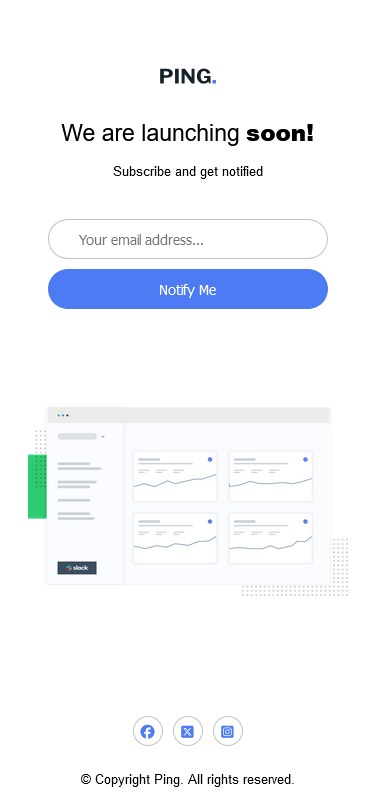 PING.
We are launching soon!
Subscribe and get notified
Your email address...
Notify Me
slack
© Copyright Ping. All rights reserved.